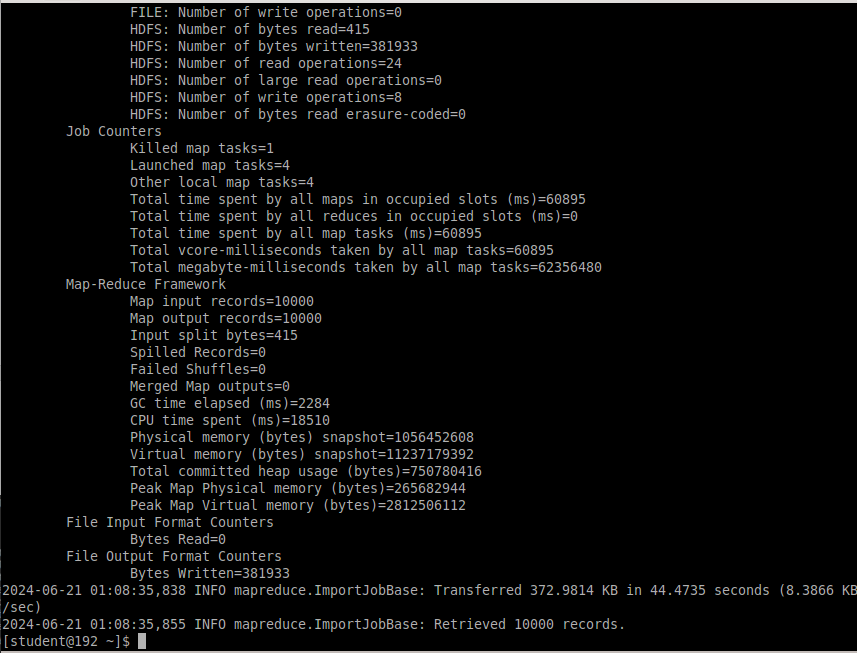 FILE: Number of write operations=0
HDFS: Number of bytes read=415
HDFS: Number of bytes written=381933
HDFS: Number of read operations=24
HDFS: Number of large read operations=0
HDFS: Number of write operations=8
HDFS: Number of bytes read erasure-coded=0
Job Counters
Killed map tasks=1
Launched map tasks=4
Other local map tasks=4
Total time spent by all maps in occupied slots (ms)=60895
Total time spent by all reduces in occupied slots (ms)=0
Total time spent by all map tasks (ms)=60895
Total vcore-milliseconds taken by all map tasks=60895
Total megabyte-milliseconds taken by all map tasks=62356480
Map-Reduce Framework
Map input records=10000
Map output records=10000
Input split bytes=415
Spilled Records=0
Failed Shuffles=0
Merged Map outputs=0
GC time elapsed (ms)=2284
CPU time spent (ms)=18510
Physical memory (bytes) snapshot=1056452608
Virtual memory (bytes) snapshot=11237179392
Total committed heap usage (bytes)=750780416
Peak Map Physical memory (bytes)=265682944
Peak Map Virtual memory (bytes)=2812506112
File Input Format Counters
Bytes Read=0
File Output Format Counters
Bytes Written=381933
2024-06-21 01:08:35,838 INFO mapreduce.ImportJobBase: Transferred 372.9814 KB in 44.4735 seconds (8.3866 KB
/sec)
2024-06-21 01:08:35,855 INFO mapreduce.ImportJobBase: Retrieved 10000 records.
[student@192 ~]$